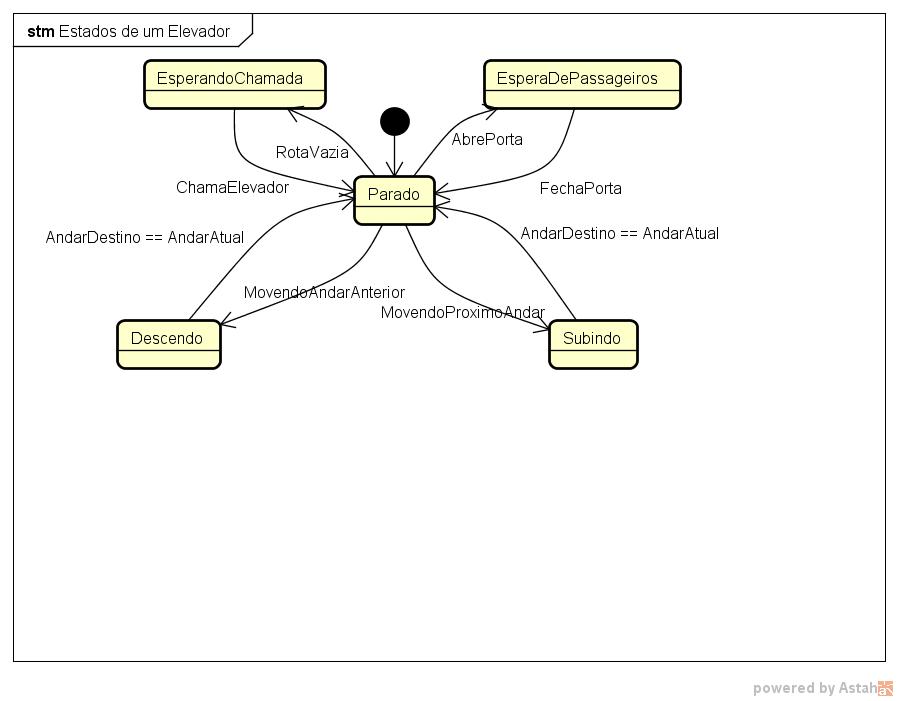 stm Estados de um Elevador
EsperandoChamada
EsperaDePassageiros
AbrePorta
RotaVazia
ChamaElevador
FechaPorta
Parado
AndarDestino == AndarAtual
AndarDestino == AndarAtual
MovendoAndarAnterior
MovendoProximoAndar
Descendo
Subindo
powered by Astah